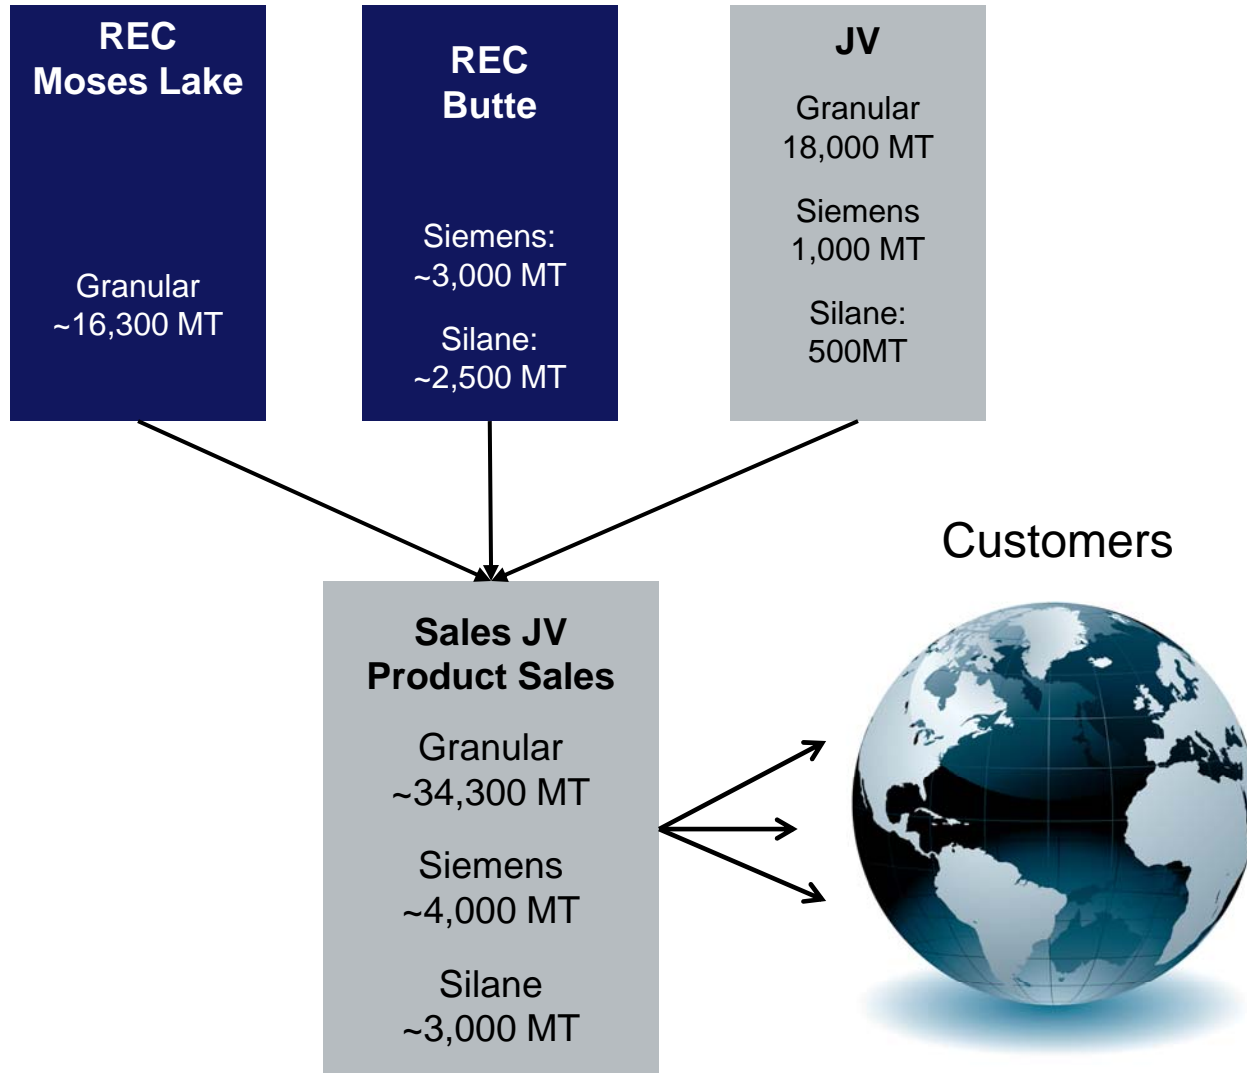 REC
Moses Lake
Granular
~16,300 MT
REC
Butte
Siemens:
~3,000 MT
Silane:
~2,500 MT
JV
Granular
18,000 MT
Siemens
1,000 MT
Silane:
500MT
Customers
Sales JV
Product Sales
Granular
~34,300 MT
Siemens
~4,000 MT
Silane
~3,000 MT